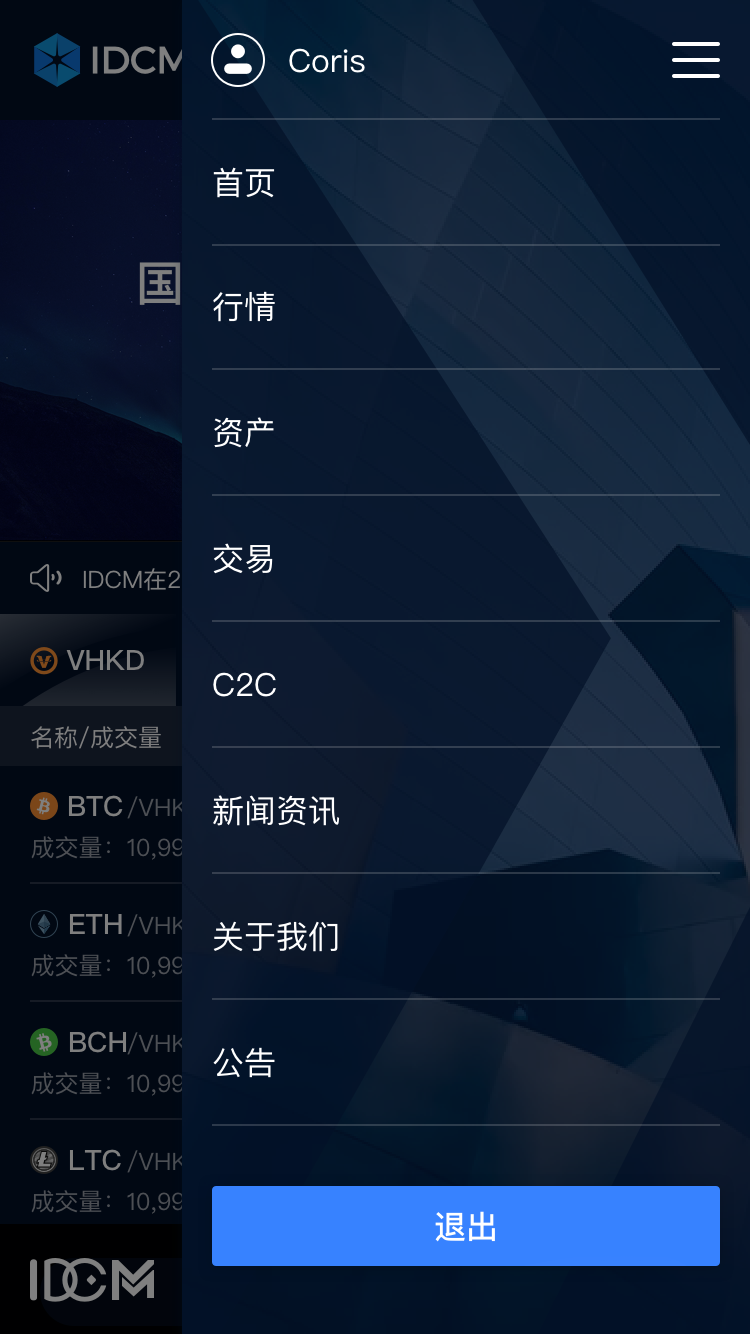 IDCM
Coris
首页
行情
资产
交易
C2C
新闻资讯
关于我们
公告
退出
国
IDCM在2
VHKD
名称/成交量
BTC/VHK
成交量：10,99
ETH/VHK
成交量：10,99
BCH/VHK
成交量：10,99
LTC/VHK
成交量：10,99
IDCM